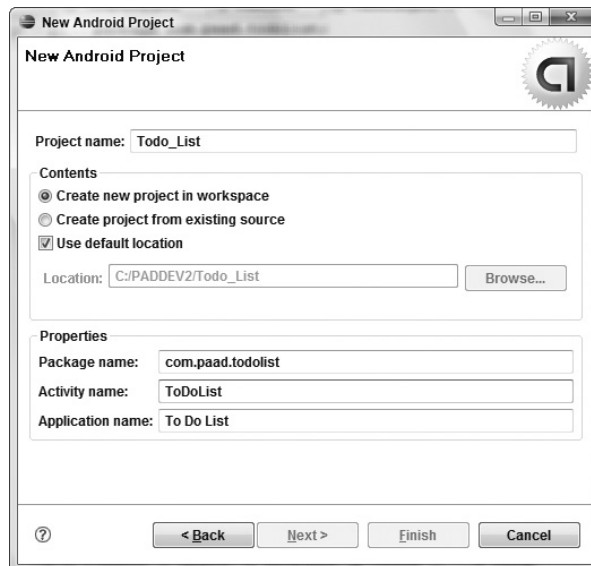 New Android Project
New Android Project
Project name: Todo_List
Contents
Create new project in workspace
Create project from existing source
Use default location
Location: C:/PADDEV2/Todo_List Browse...
Properties
Package name: com.paad.todolist
Activity name: ToDoList
Application name: To Do List
? < Back Next > Finish Cancel